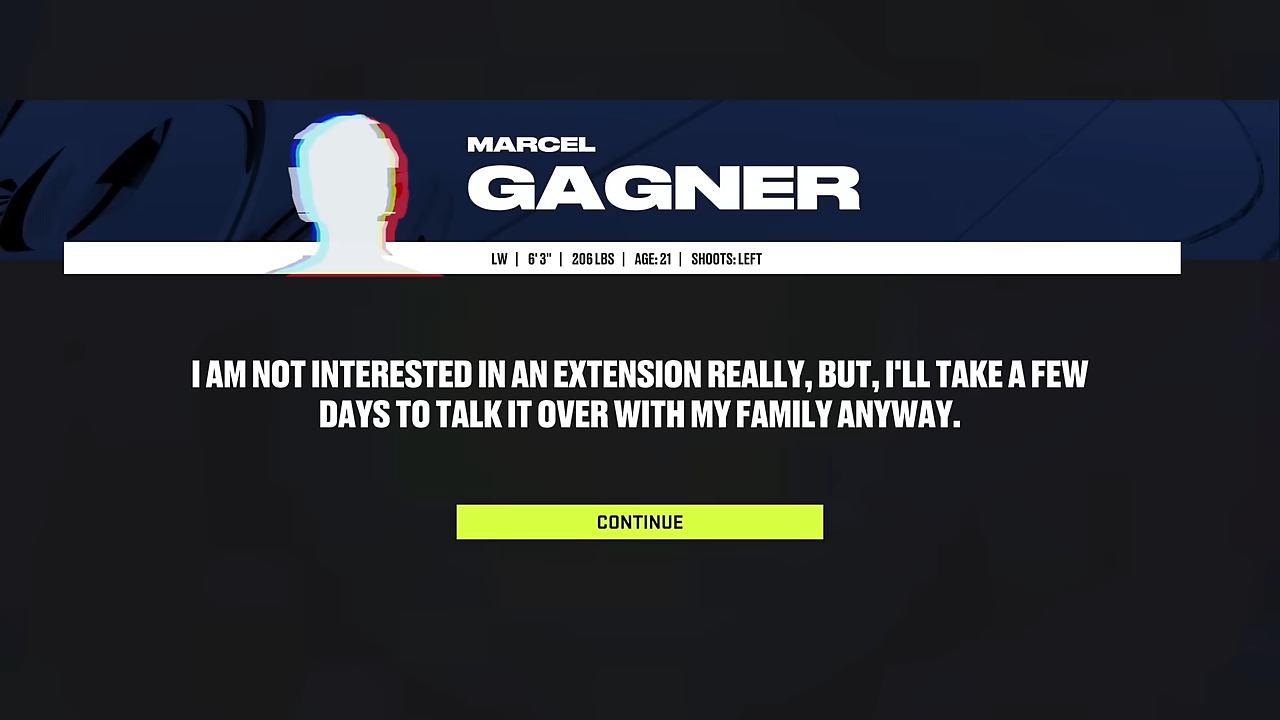 MARCEL
GAGNER
LW | 6'3" | 206 LBS | AGE: 21 | SHOOTS: LEFT
I AM NOT INTERESTED IN AN EXTENSION REALLY, BUT, I'LL TAKE A FEW
DAYS TO TALK IT OVER WITH MY FAMILY ANYWAY.
CONTINUE